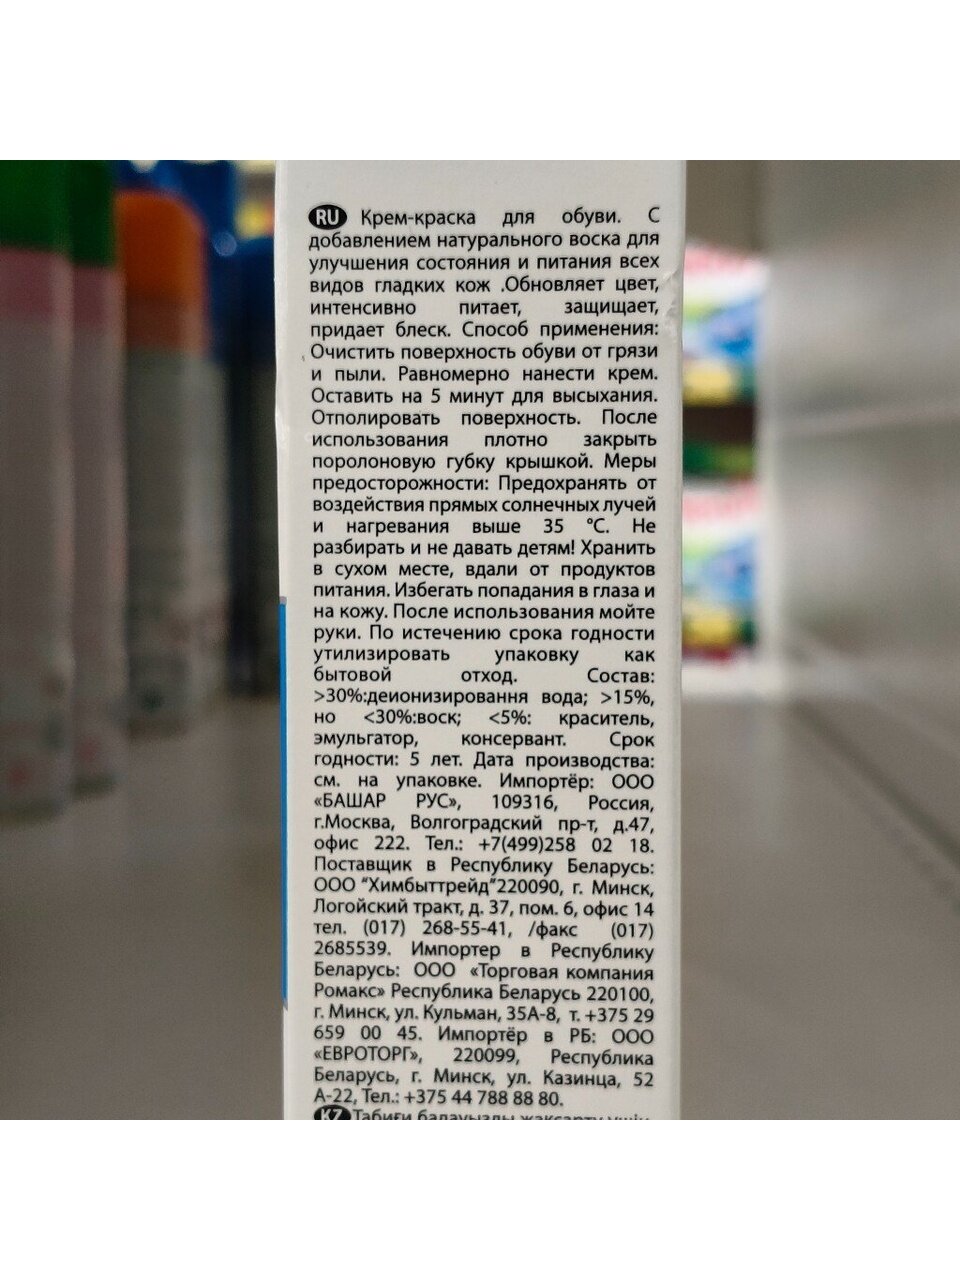 RU Крем-краска для обуви. С
добавлением натурального воска для
улучшения состояния и питания всех
видов гладких кож .Обновляет цвет,
интенсивно питает, защищает,
придает блеск. Способ применения:
Очистить поверхность обуви от грязи
и пыли. Равномерно нанести крем.
Оставить на 5 минут для высыхания.
Отполировать поверхность. После
использования плотно закрыть
поролоновую губку крышкой. Меры
предосторожности: Предохранять от
воздействия прямых солнечных лучей
и нагревания выше 35 °C. Не
разбирать и не давать детям! Хранить
в сухом месте, вдали от продуктов
питания. Избегать попадания в глаза и
на кожу. После использования мойте
руки. По истечению срока годности
утилизировать упаковку как
бытовой отход. Состав:
>30%:деионизировання вода; >15%,
но <30%:воск; <5%: краситель,
эмульгатор, консервант. Срок
годности: 5 лет. Дата производства:
см. на упаковке. Импортёр: ООО
«БАШАР РУС», 109316, Россия,
г.Москва, Волгоградский пр-т, д.47,
офис 222. Тел.: +7(499)258 02 18.
Поставщик в Республику Беларусь:
ООО "Химбыттрейд"220090, г. Минск,
Логойский тракт, д. 37, пом. 6, офис 14
тел. (017) 268-55-41, /факс (017)
2685539. Импортер в Республику
Беларусь: ООО «Торговая компания
Ромакс» Республика Беларусь 220100,
г. Минск, ул. Кульман, 35А-8, т. +375 29
659 00 45. Импортёр в РБ: ООО
«ЕВРОТОРГ», 220099, Республика
Беларусь, г. Минск, ул. Казинца, 52
А-22, Тел.: +375 44 788 88 80.
KZ Табиғи балауызды жақсарту үшін